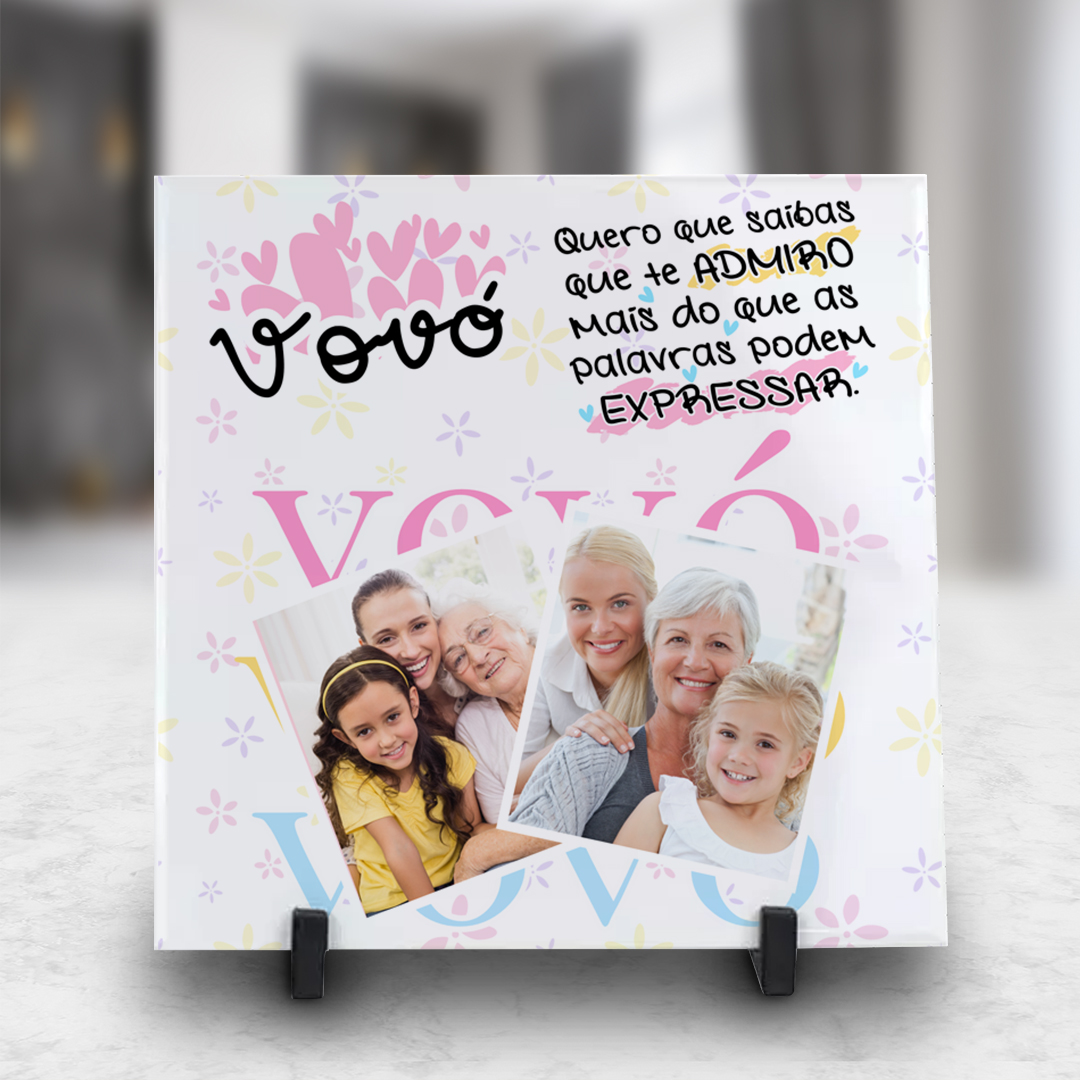 Vovó
Quero que saibas
que te ADMIRO
mais do que as
palavras podem
EXPRESSAR.
VOVÓ
VOVÓ